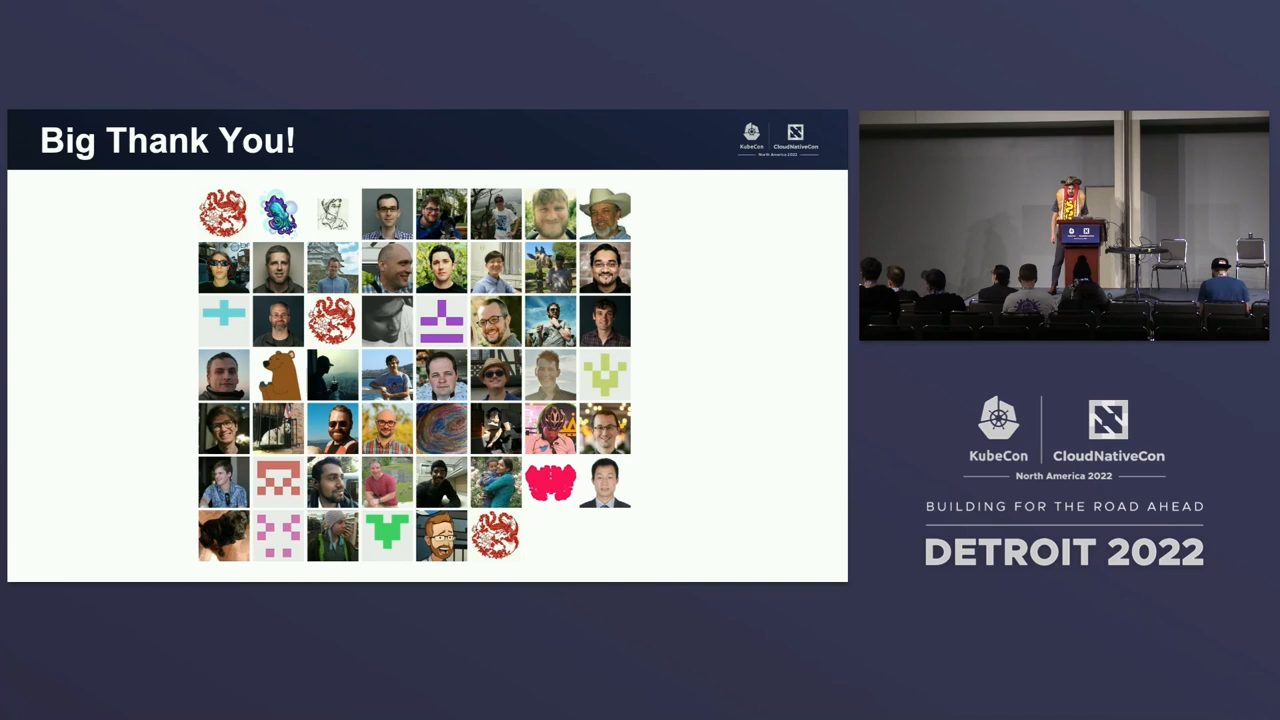 Big Thank You!
KubeCon CloudNativeCon
North America 2022
KubeCon CloudNativeCon
North America 2022
BUILDING FOR THE ROAD AHEAD
DETROIT 2022